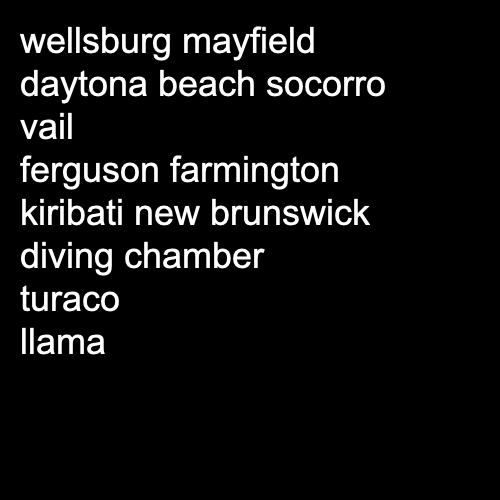 wellsburg mayfield
daytona beach socorro
vail
ferguson farmington
kiribati new brunswick
diving chamber
turaco
llama